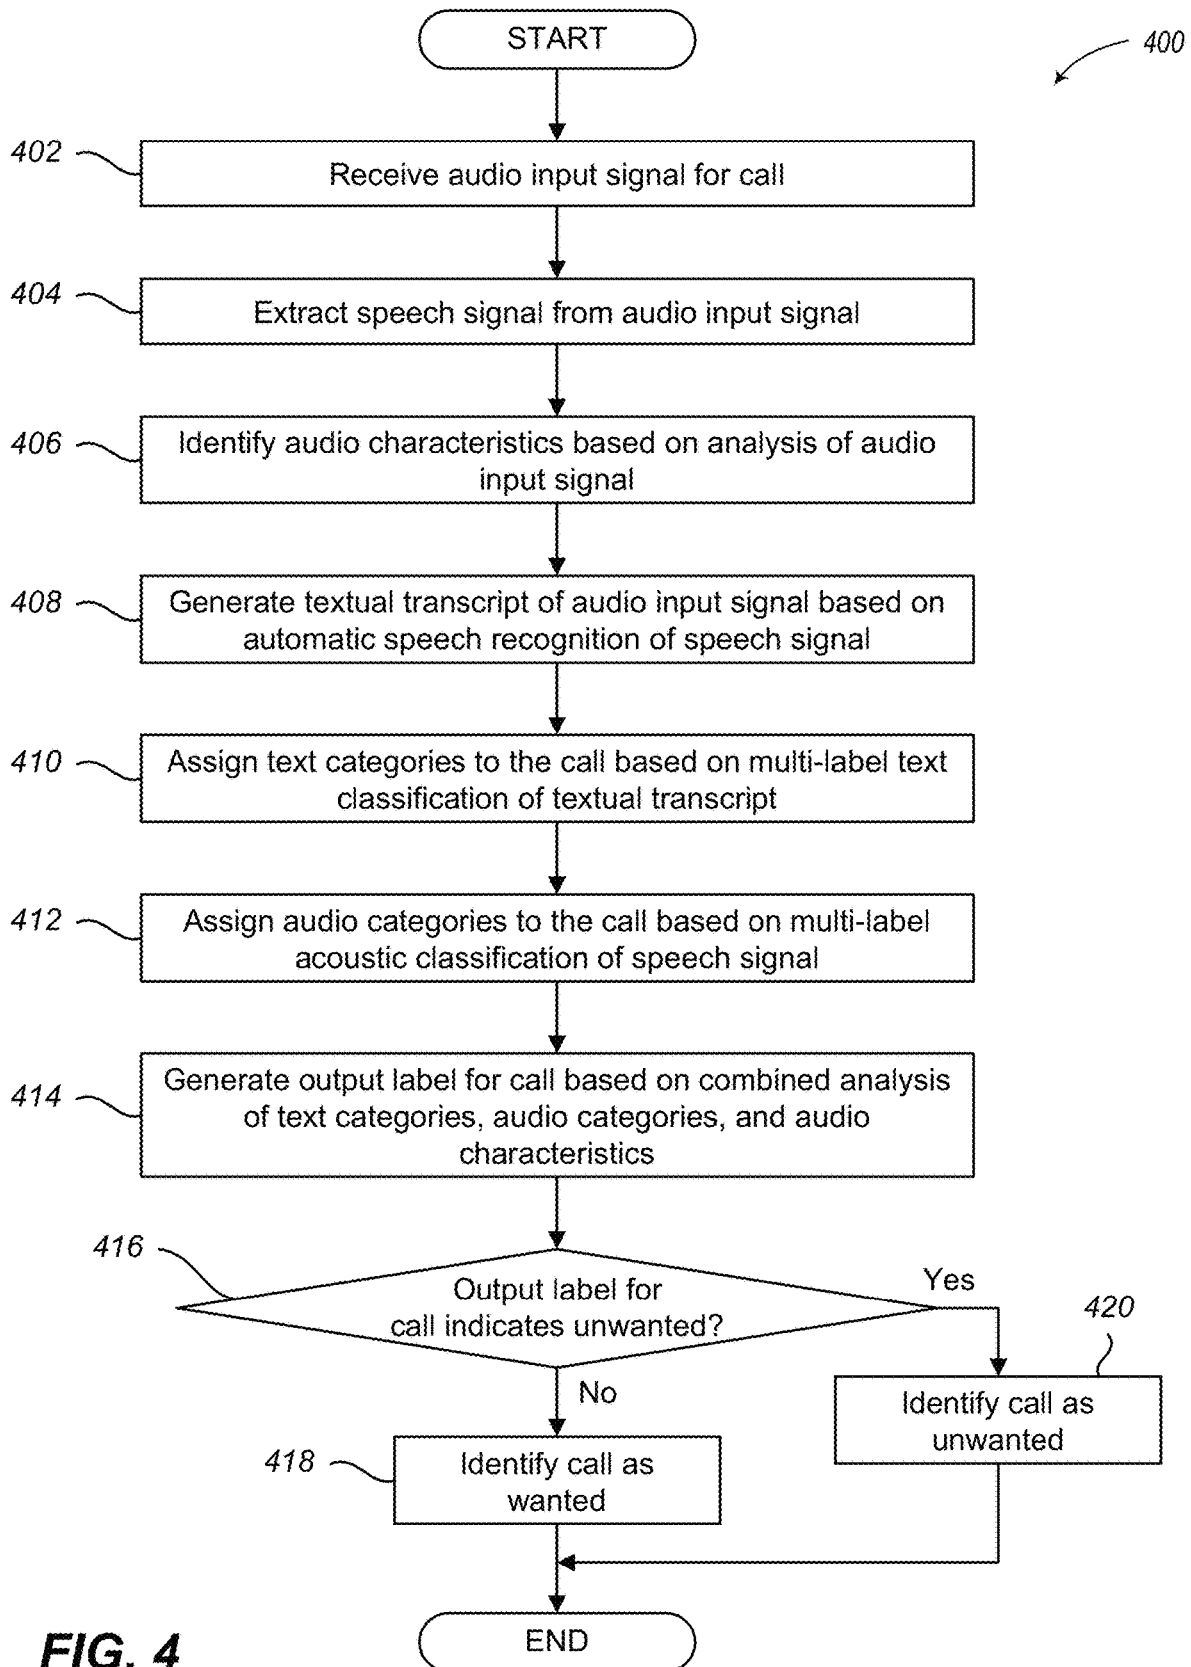 START
400
402
Receive audio input signal for call
404
Extract speech signal from audio input signal
406
Identify audio characteristics based on analysis of audio
input signal
408
Generate textual transcript of audio input signal based on
automatic speech recognition of speech signal
410
Assign text categories to the call based on multi-label text
classification of textual transcript
412
Assign audio categories to the call based on multi-label
acoustic classification of speech signal
414
Generate output label for call based on combined analysis
of text categories, audio categories, and audio
characteristics
416
Output label for
call indicates unwanted?
Yes
420
No
Identify call as
unwanted
418
Identify call as
wanted
END
FIG. 4